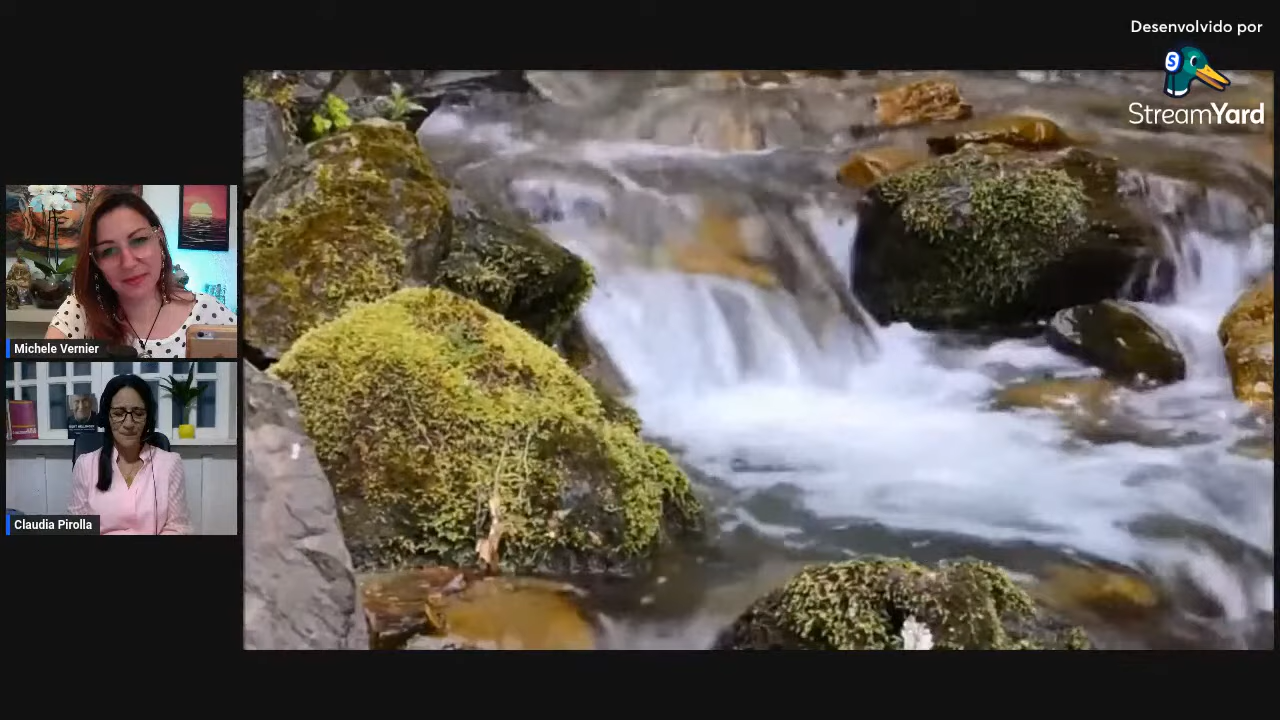 Desenvolvido por
S
StreamYard
Michele Vernier
Claudia Pirolla